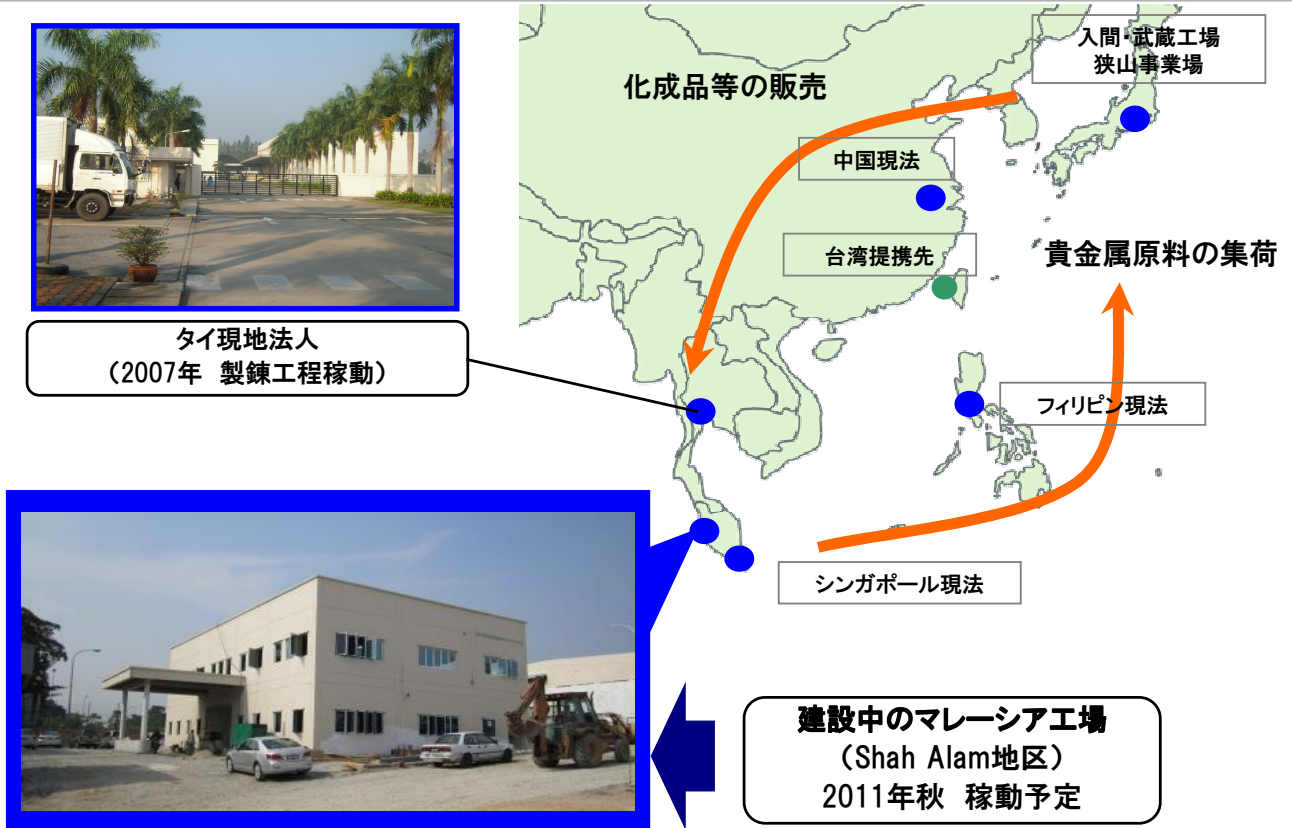 入間・武蔵工場
狭山事業場
化成品等の販売
中国現法
台湾提携先
貴金属原料の集荷
タイ現地法人
（2007年 製錬工程稼動）
フィリピン現法
シンガポール現法
建設中のマレーシア工場
（Shah Alam地区）
2011年秋 稼動予定